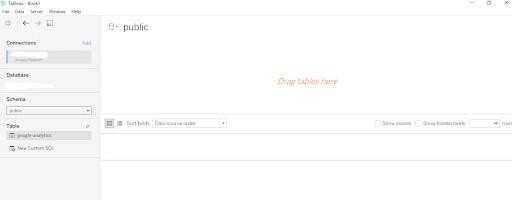 Tableau - Book1
File Data Server Window Help
Connections Add
Database
Schema
public
Table
google-analytics
New Custom SQL
public
Drag tables here
Sort fields Data source order
Show aliases Show hidden fields rows